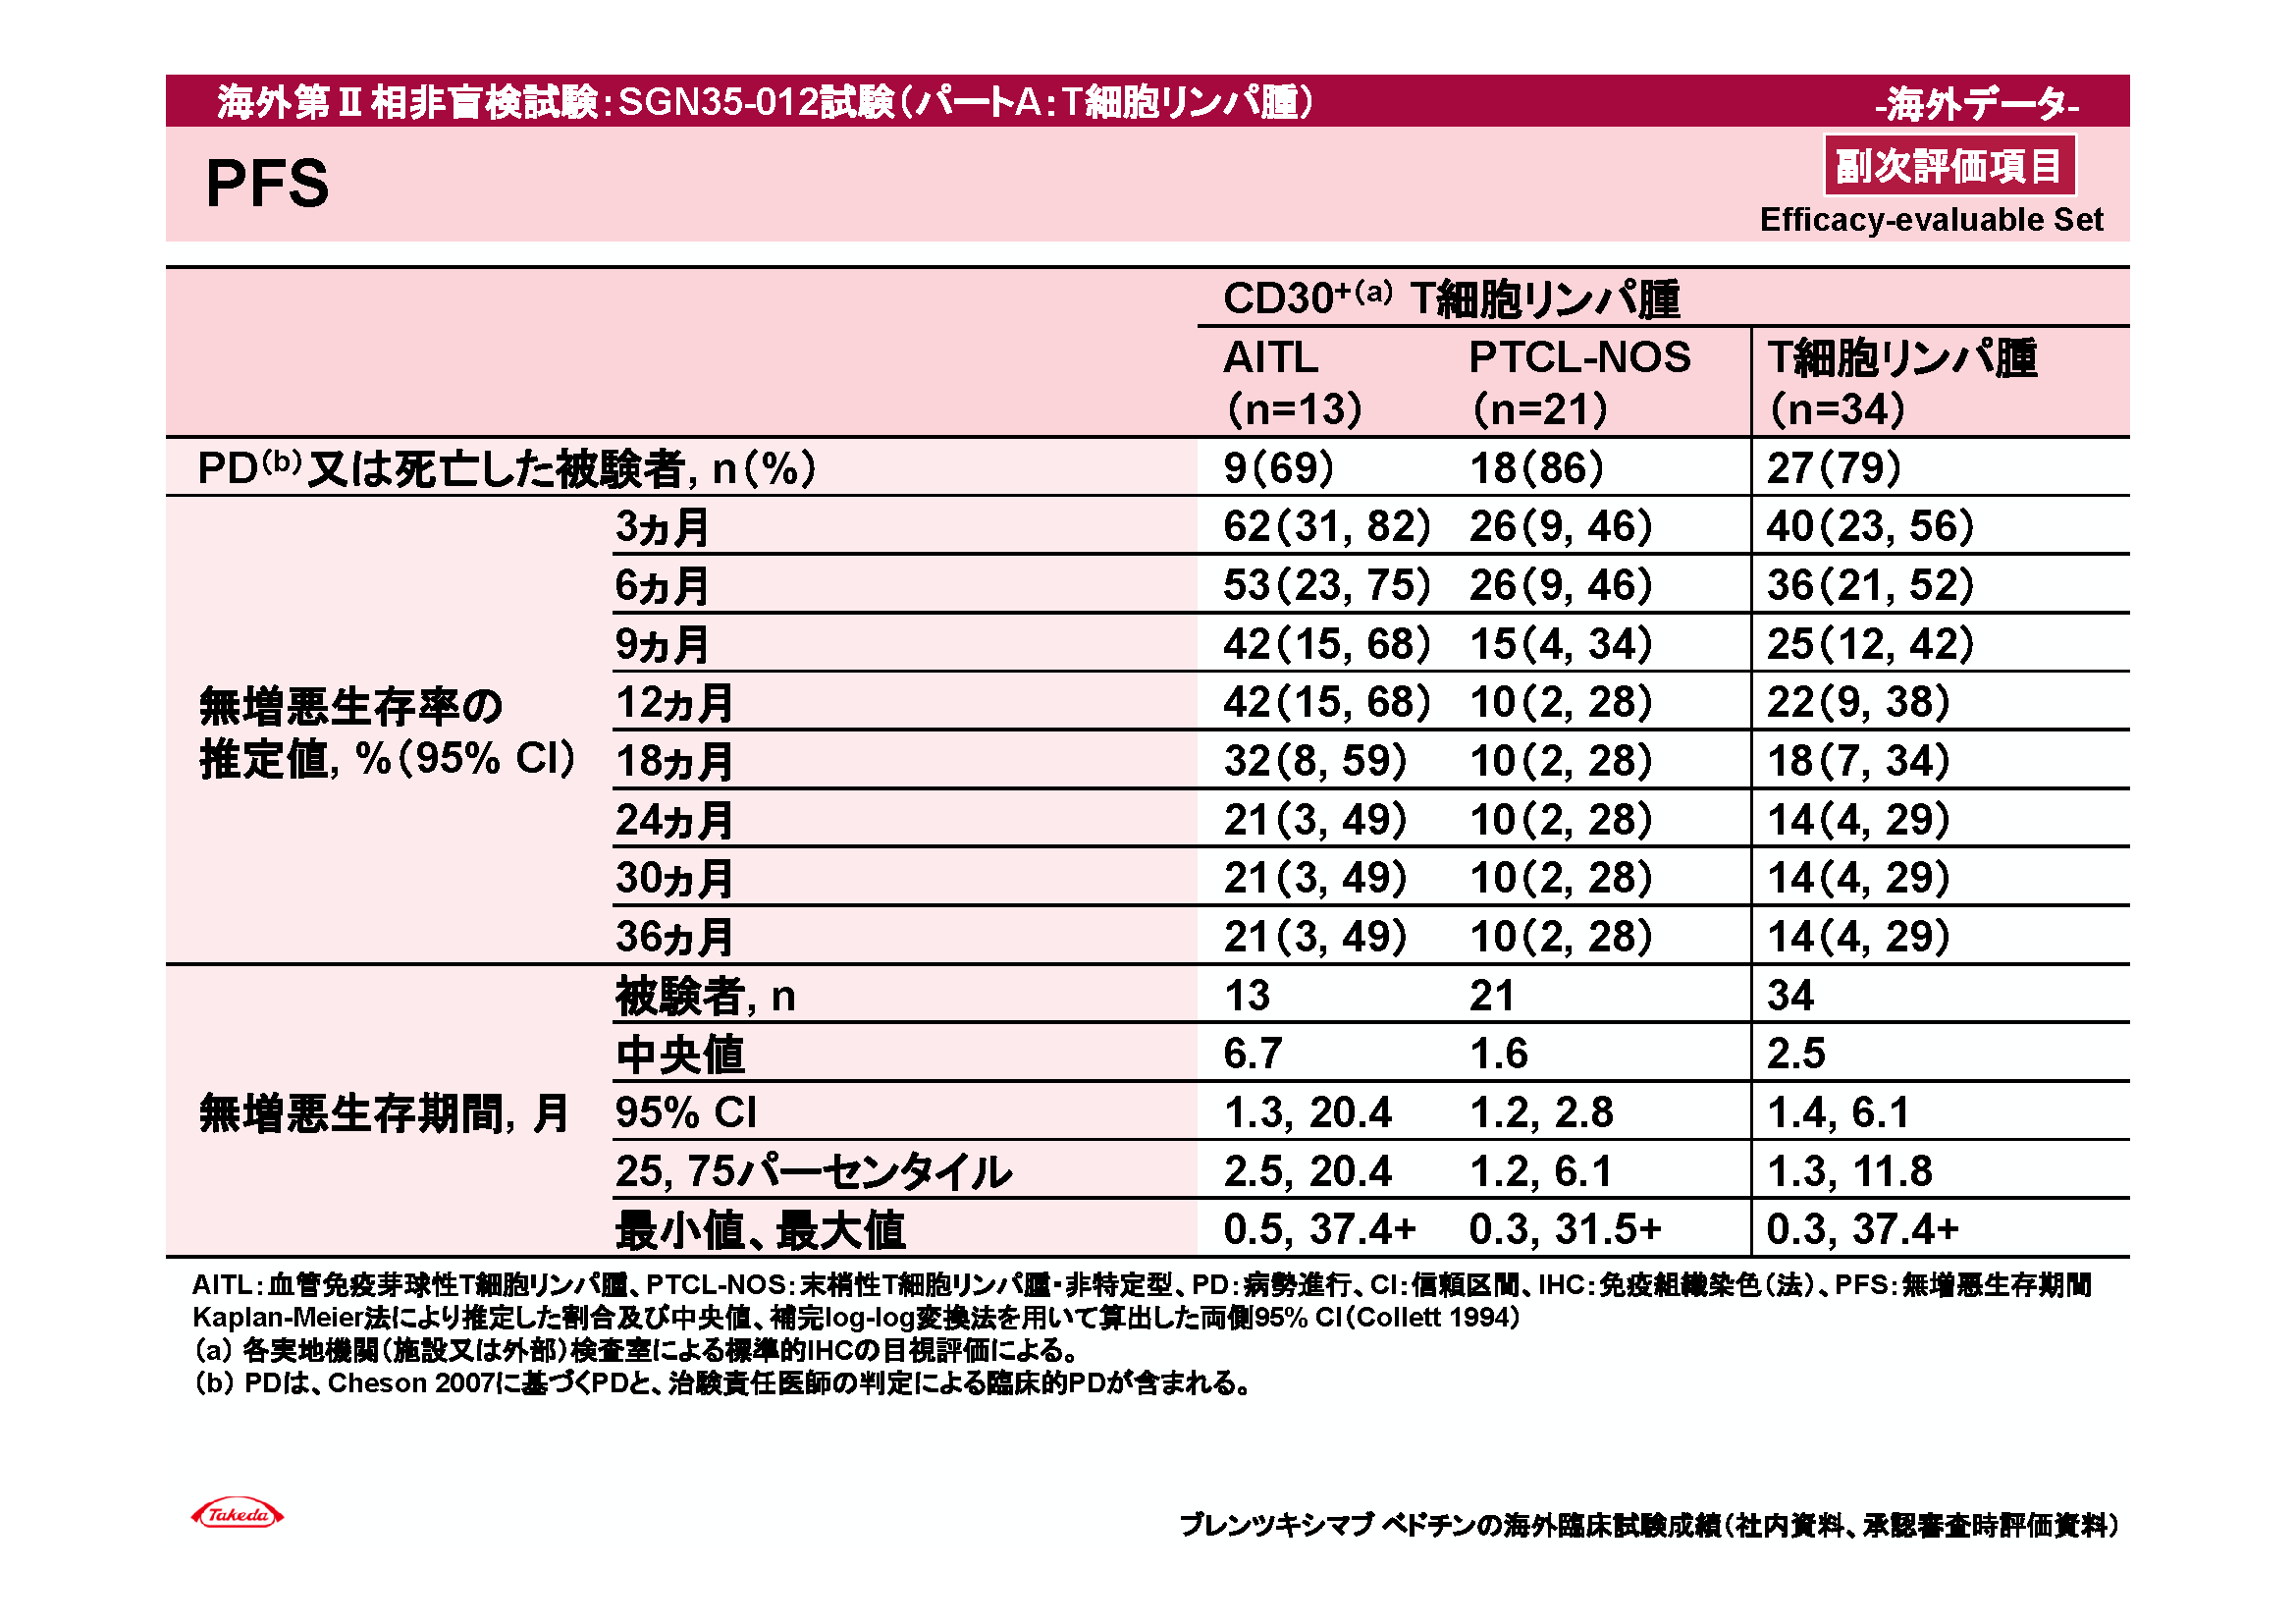 海外第Ⅱ相非盲検試験：SGN35-012試験（パートA：T細胞リンパ腫） -海外データ-
PFS
副次評価項目
Efficacy-evaluable Set
CD30+(a) T細胞リンパ腫
AITL PTCL-NOS T細胞リンパ腫
（n=13） （n=21） （n=34）
PD(b)又は死亡した被験者, n（%） 9（69） 18（86） 27（79）
無増悪生存率の
推定値, %（95% CI）
3ヵ月 62（31, 82） 26（9, 46） 40（23, 56）
6ヵ月 53（23, 75） 26（9, 46） 36（21, 52）
9ヵ月 42（15, 68） 15（4, 34） 25（12, 42）
12ヵ月 42（15, 68） 10（2, 28） 22（9, 38）
18ヵ月 32（8, 59） 10（2, 28） 18（7, 34）
24ヵ月 21（3, 49） 10（2, 28） 14（4, 29）
30ヵ月 21（3, 49） 10（2, 28） 14（4, 29）
36ヵ月 21（3, 49） 10（2, 28） 14（4, 29）
無増悪生存期間, 月
被験者, n 13 21 34
中央値 6.7 1.6 2.5
95% CI 1.3, 20.4 1.2, 2.8 1.4, 6.1
25, 75パーセンタイル 2.5, 20.4 1.2, 6.1 1.3, 11.8
最小値、最大値 0.5, 37.4+ 0.3, 31.5+ 0.3, 37.4+
AITL：血管免疫芽球性T細胞リンパ腫、PTCL-NOS：末梢性T細胞リンパ腫・非特定型、PD：病勢進行、CI：信頼区間、IHC：免疫組織染色（法）、PFS：無増悪生存期間
Kaplan-Meier法により推定した割合及び中央値、補完log-log変換法を用いて算出した両側95% CI（Collett 1994）
（a） 各実地機関（施設又は外部）検査室による標準的IHCの目視評価による。
（b） PDは、Cheson 2007に基づくPDと、治験責任医師の判定による臨床的PDが含まれる。
Takeda
ブレンツキシマブ ベドチンの海外臨床試験成績（社内資料、承認審査時評価資料）